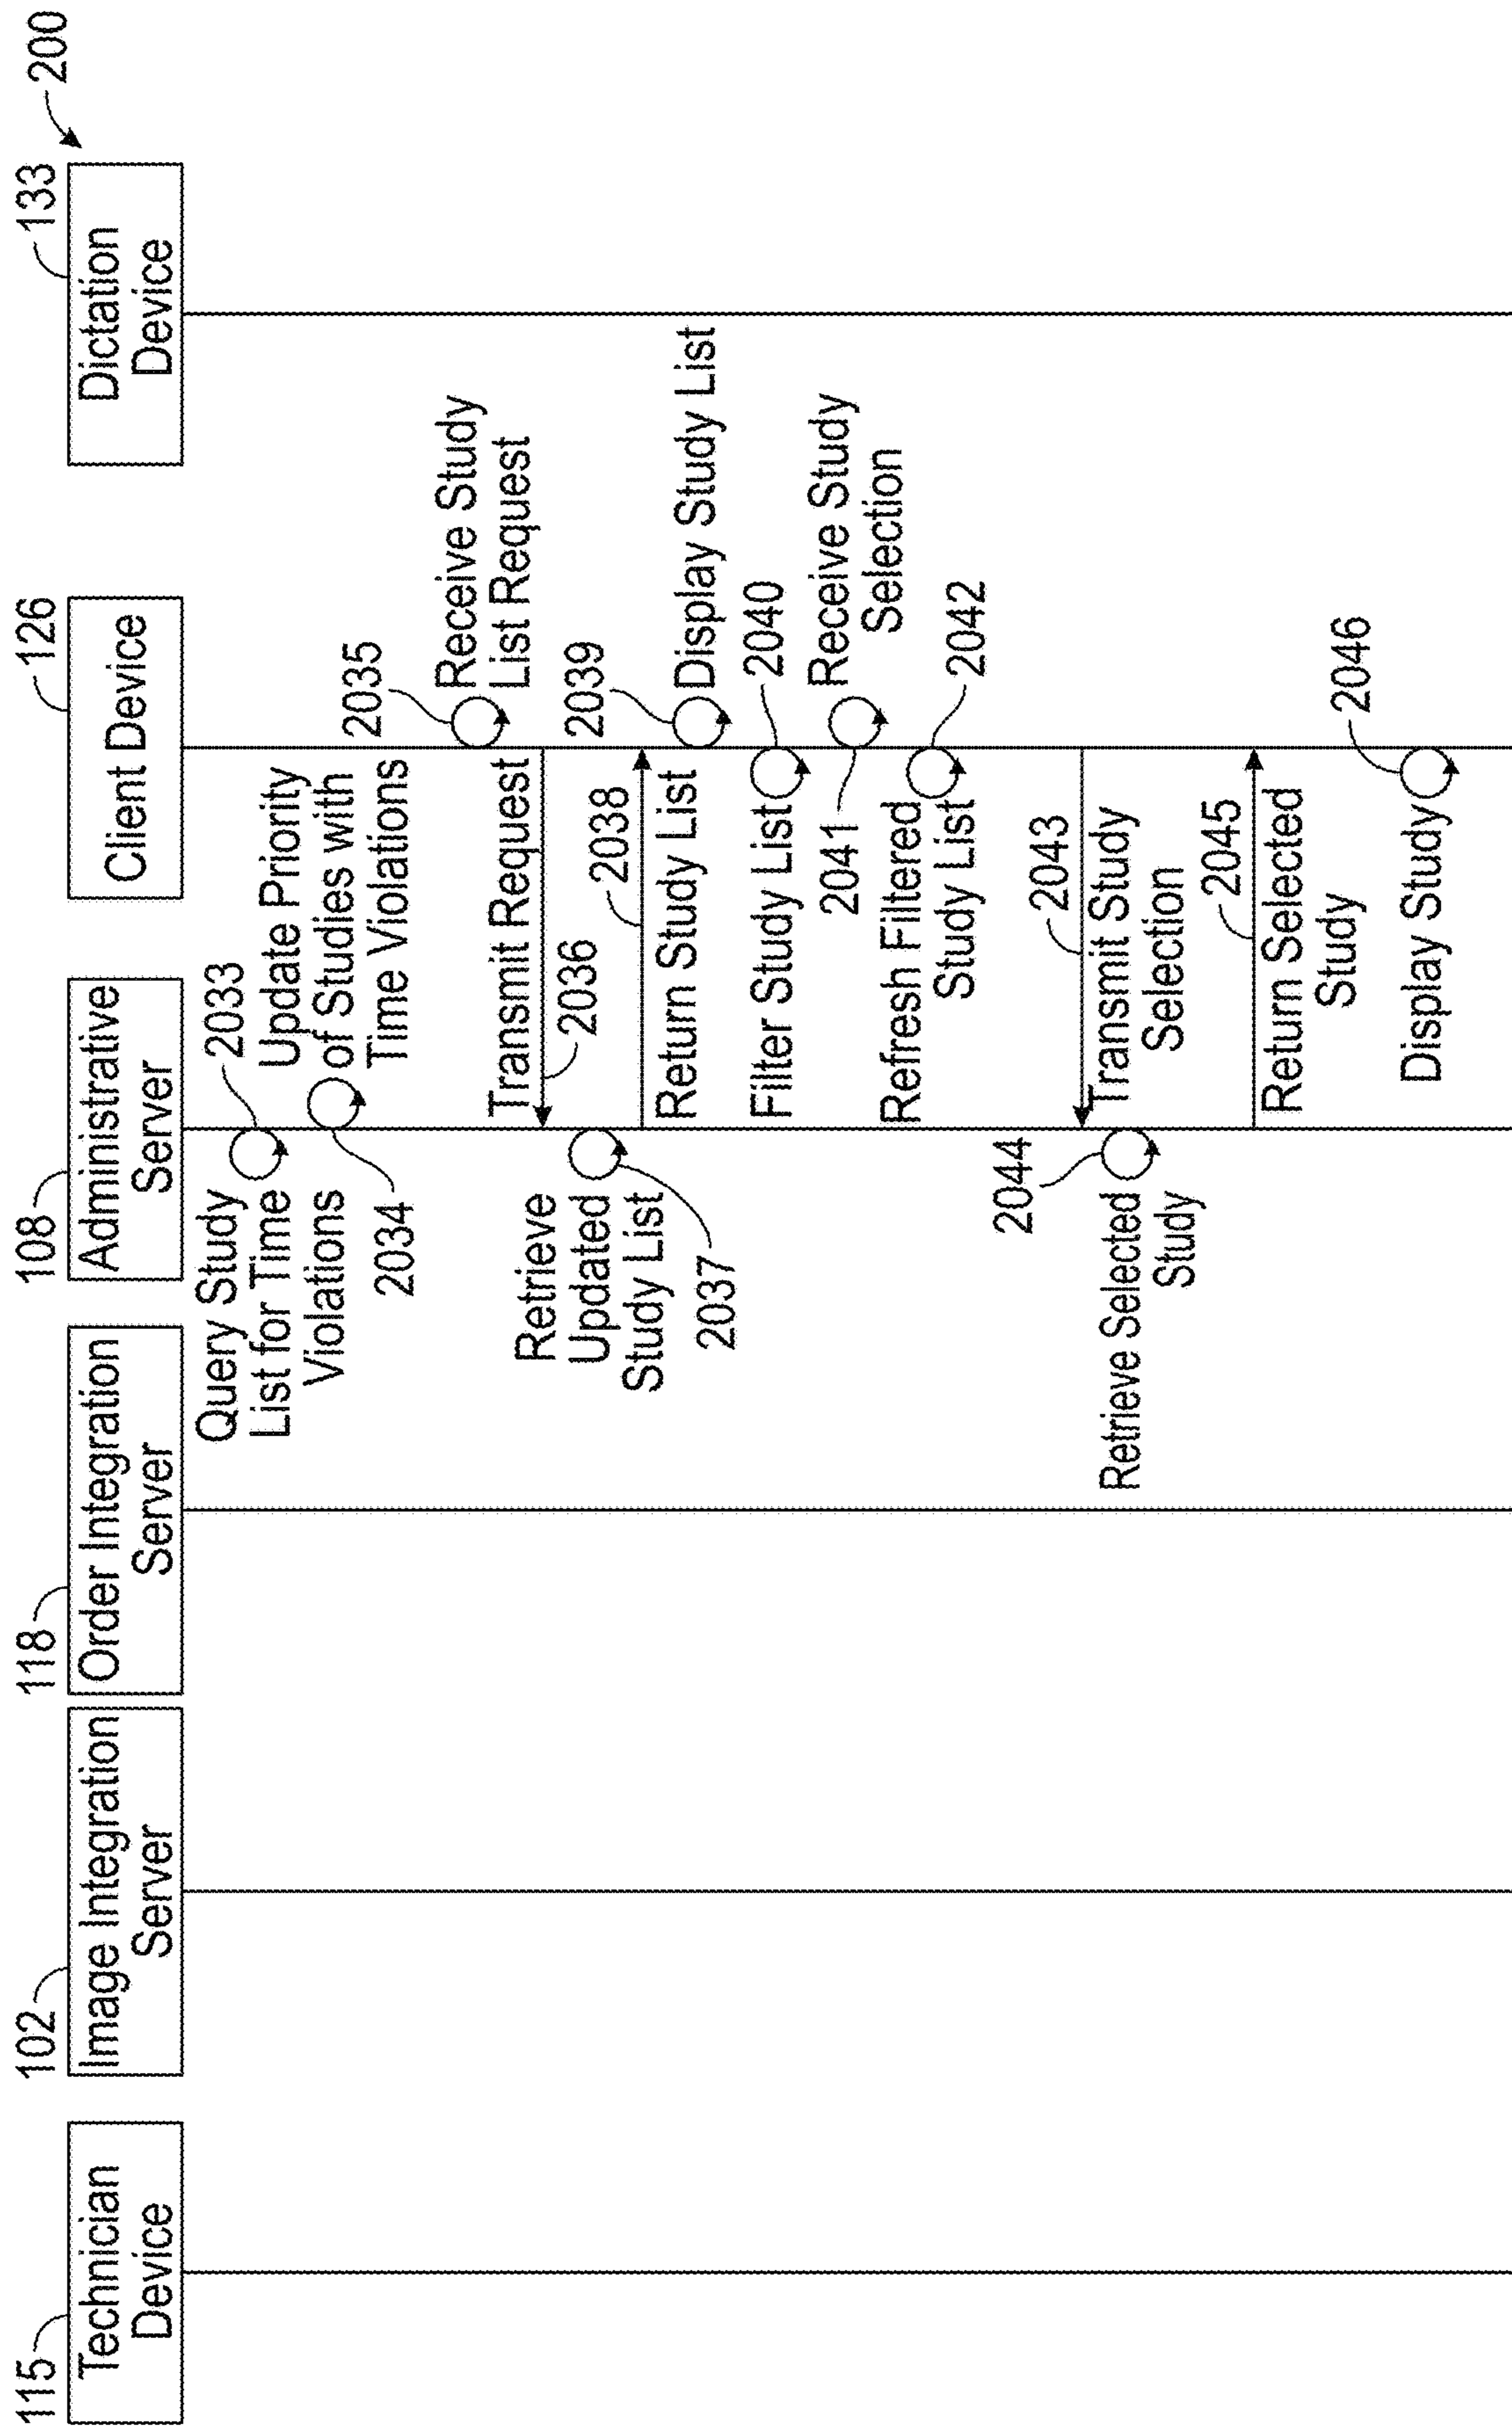 200
115
Technician
Device
102
Image Integration
Server
118
Order Integration
Server
108
Administrative
Server
126
Client Device
133
Dictation
Device
Query Study
List for Time
Violations
2033
Update Priority
of Studies with
Time Violations
2034
2035
Receive Study
List Request
Transmit Request
2036
Retrieve
Updated
Study List
2037
2038
Return Study List
2039
Display Study List
Filter Study List
2040
Receive Study
Selection
2041
Refresh Filtered
Study List
2042
2043
Transmit Study
Selection
2044
Retrieve Selected
Study
2045
Return Selected
Study
Display Study
2046